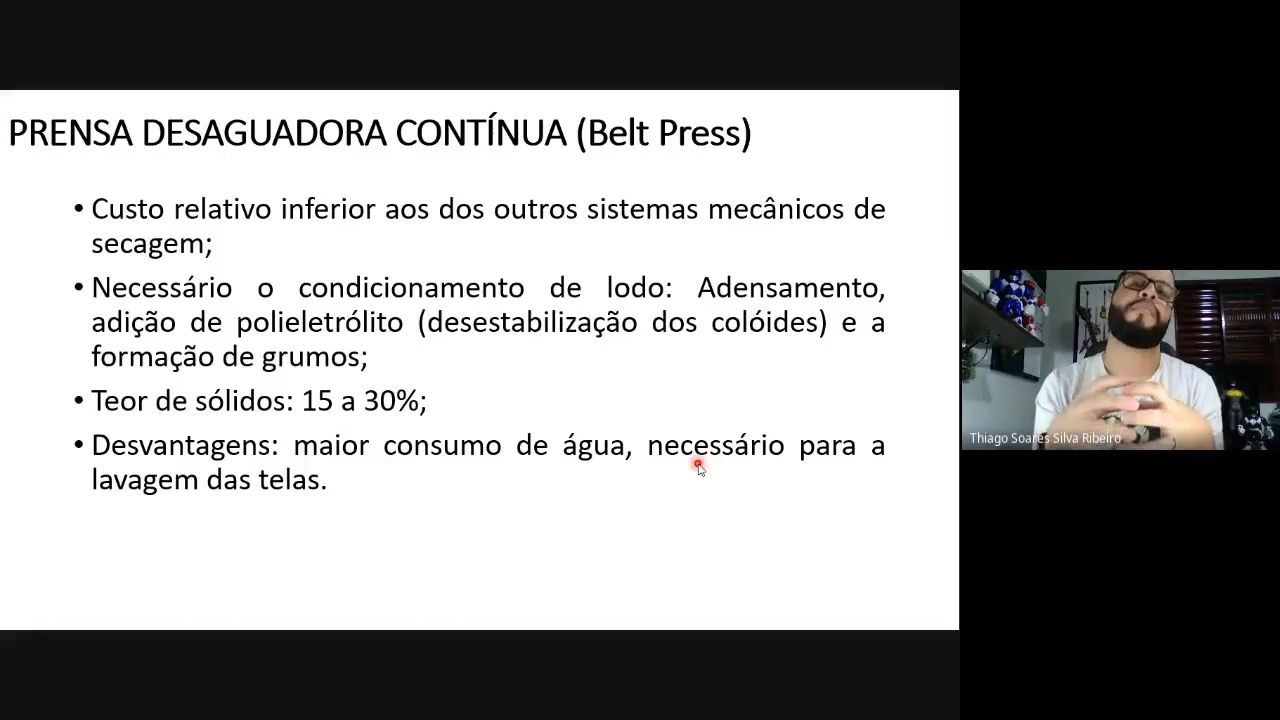 PRENSA DESAGUADORA CONTÍNUA (Belt Press)
• Custo relativo inferior aos dos outros sistemas mecânicos de
secagem;
• Necessário o condicionamento de lodo: Adensamento,
adição de polieletrólito (desestabilização dos colóides) e a
formação de grumos;
• Teor de sólidos: 15 a 30%;
• Desvantagens: maior consumo de água, necessário para a
lavagem das telas.
Thiago Soares Silva Ribeiro